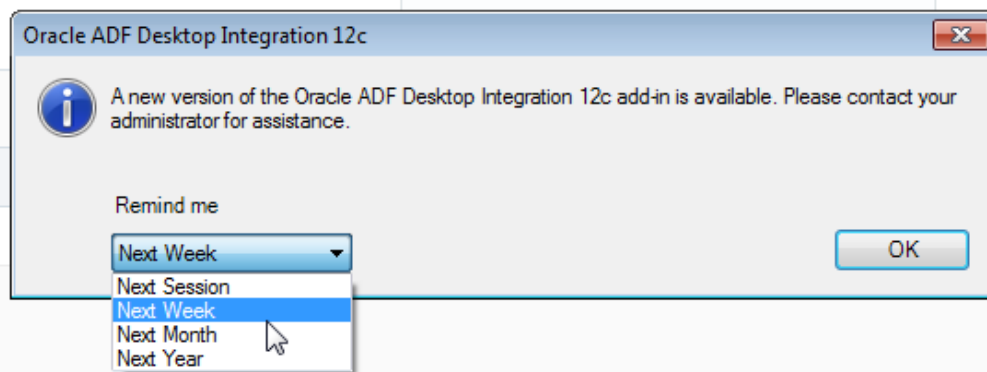 Oracle ADF Desktop Integration 12c
A new version of the Oracle ADF Desktop Integration 12c add-in is available. Please contact your
administrator for assistance.
Remind me
Next Week
OK
Next Session
Next Week
Next Month
Next Year